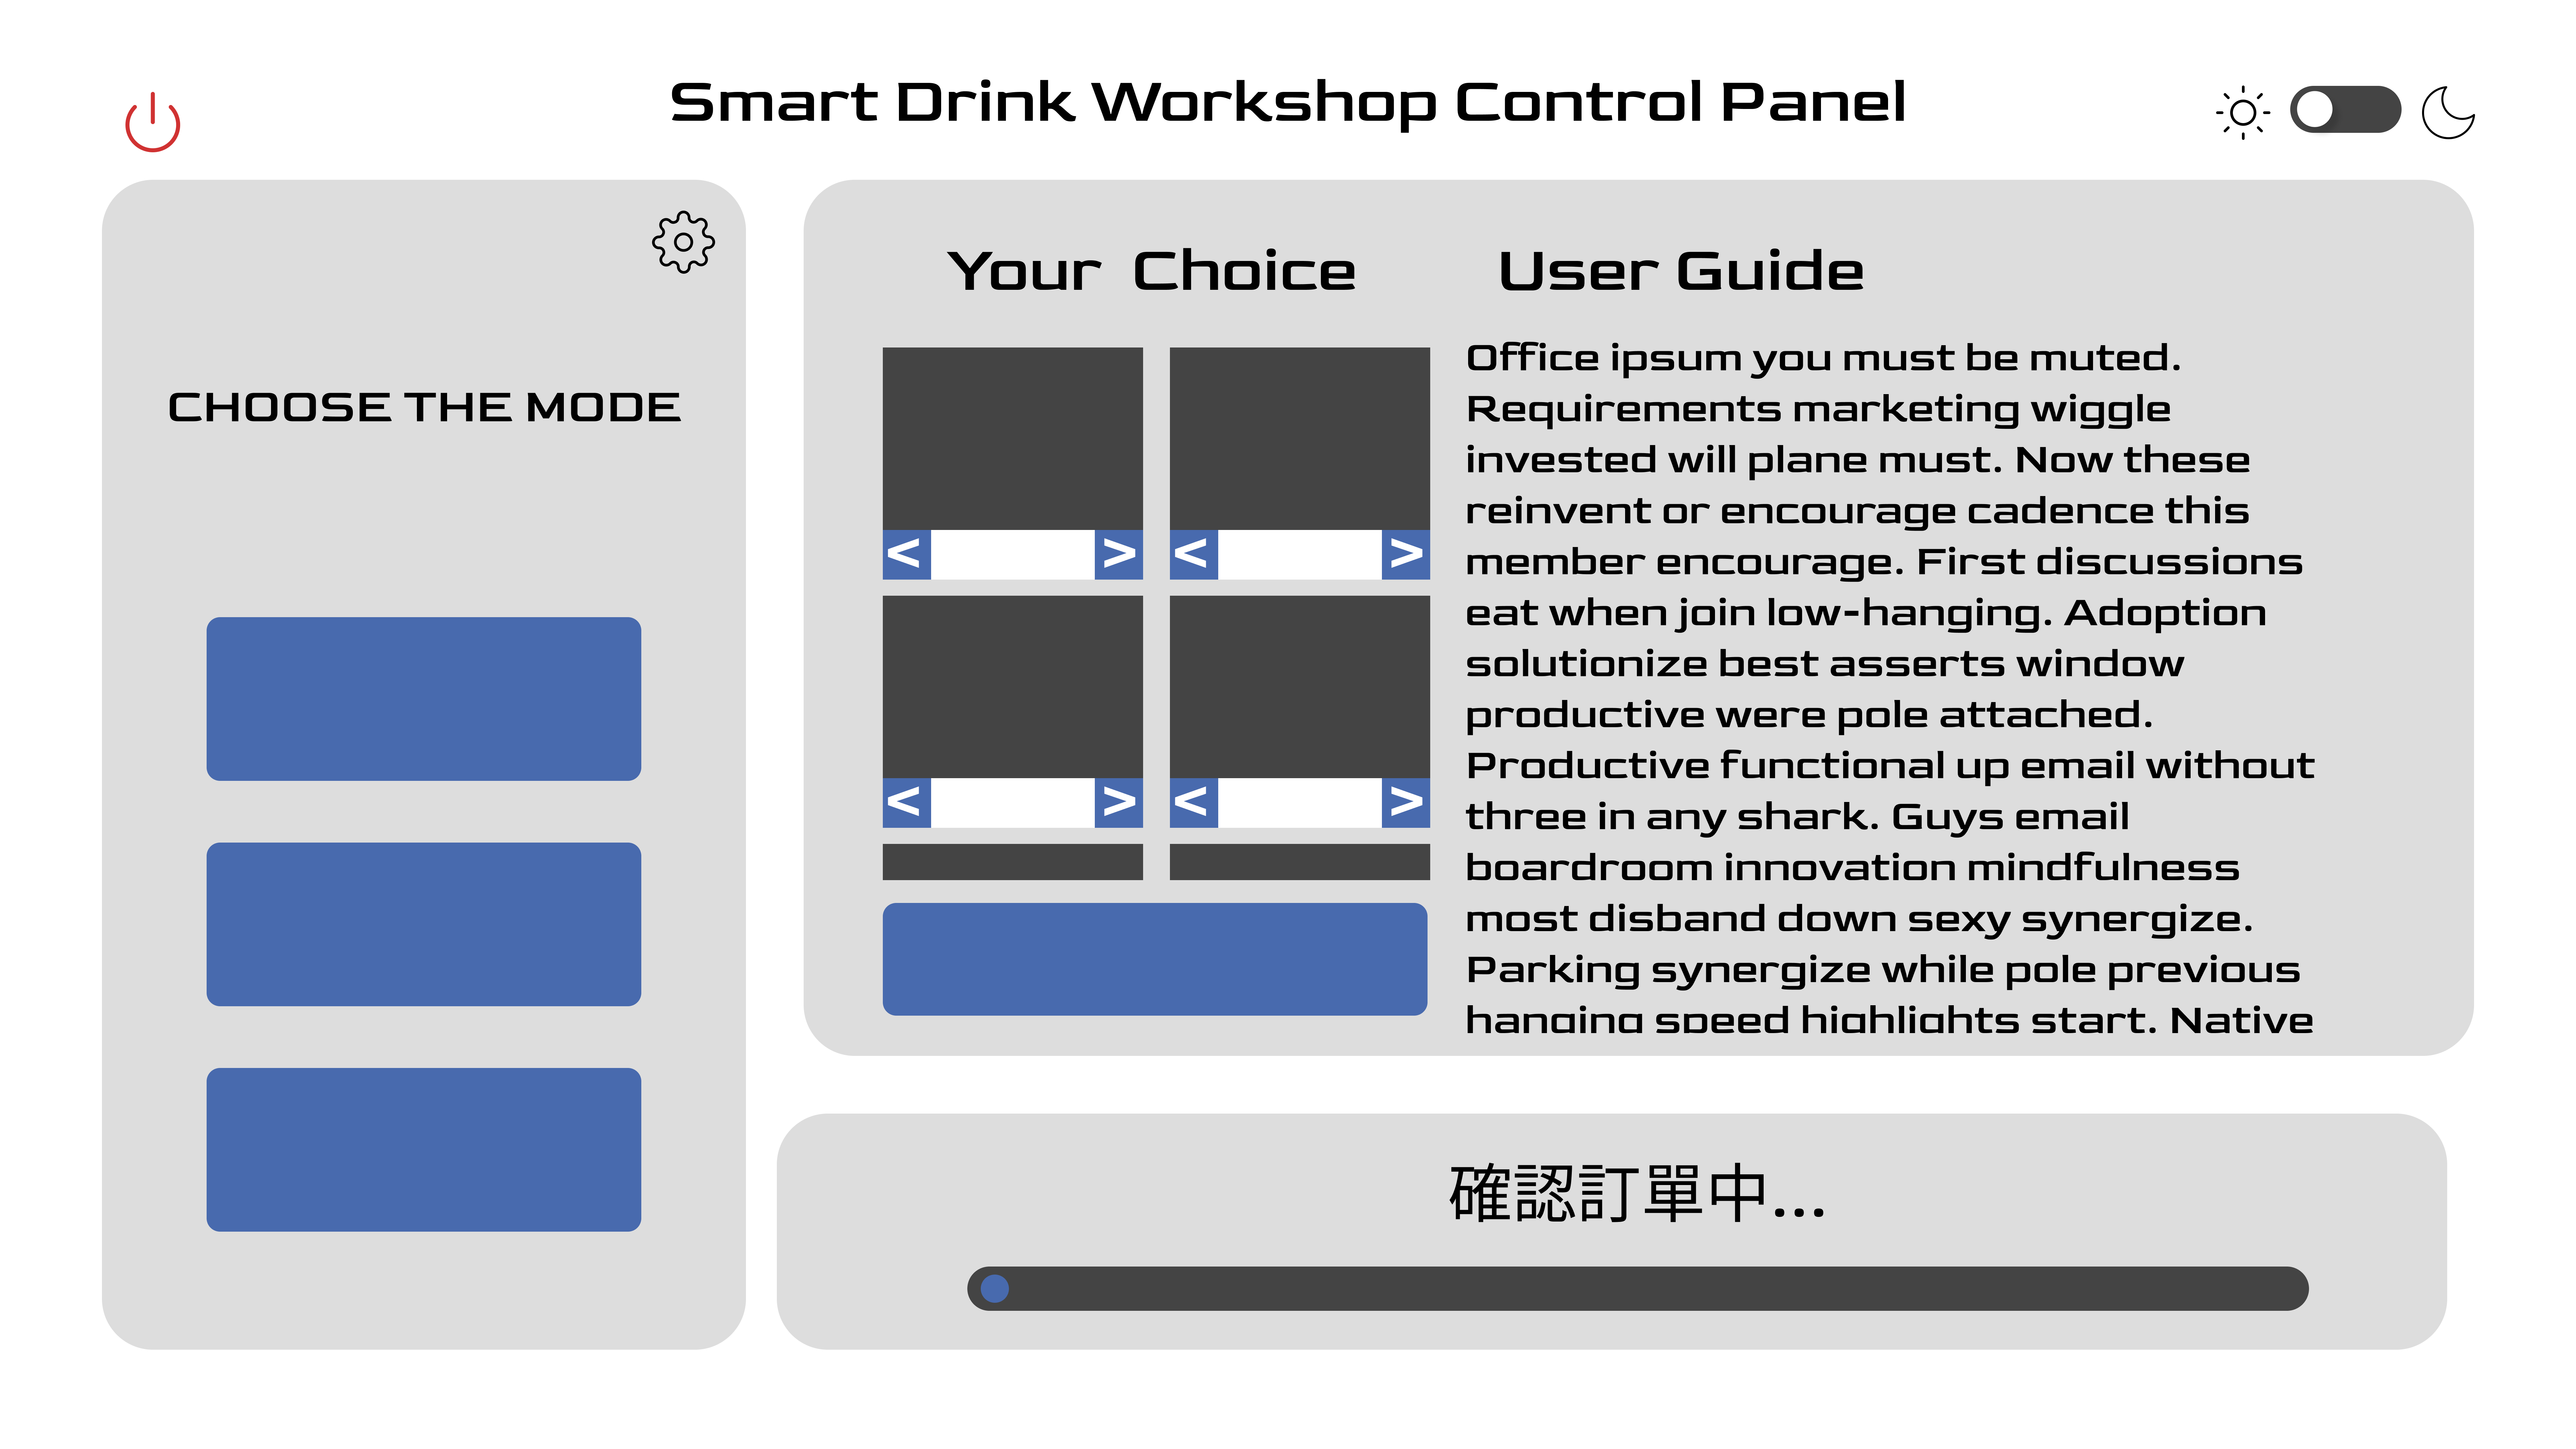 Smart Drink Workshop Control Panel
CHOOSE THE MODE
Your Choice
< > < >
< > < >
User Guide
Office ipsum you must be muted.
Requirements marketing wiggle
invested will plane must. Now these
reinvent or encourage cadence this
member encourage. First discussions
eat when join low-hanging. Adoption
solutionize best asserts window
productive were pole attached.
Productive functional up email without
three in any shark. Guys email
boardroom innovation mindfulness
most disband down sexy synergize.
Parking synergize while pole previous
hanging speed highlights start. Native
確認訂單中...